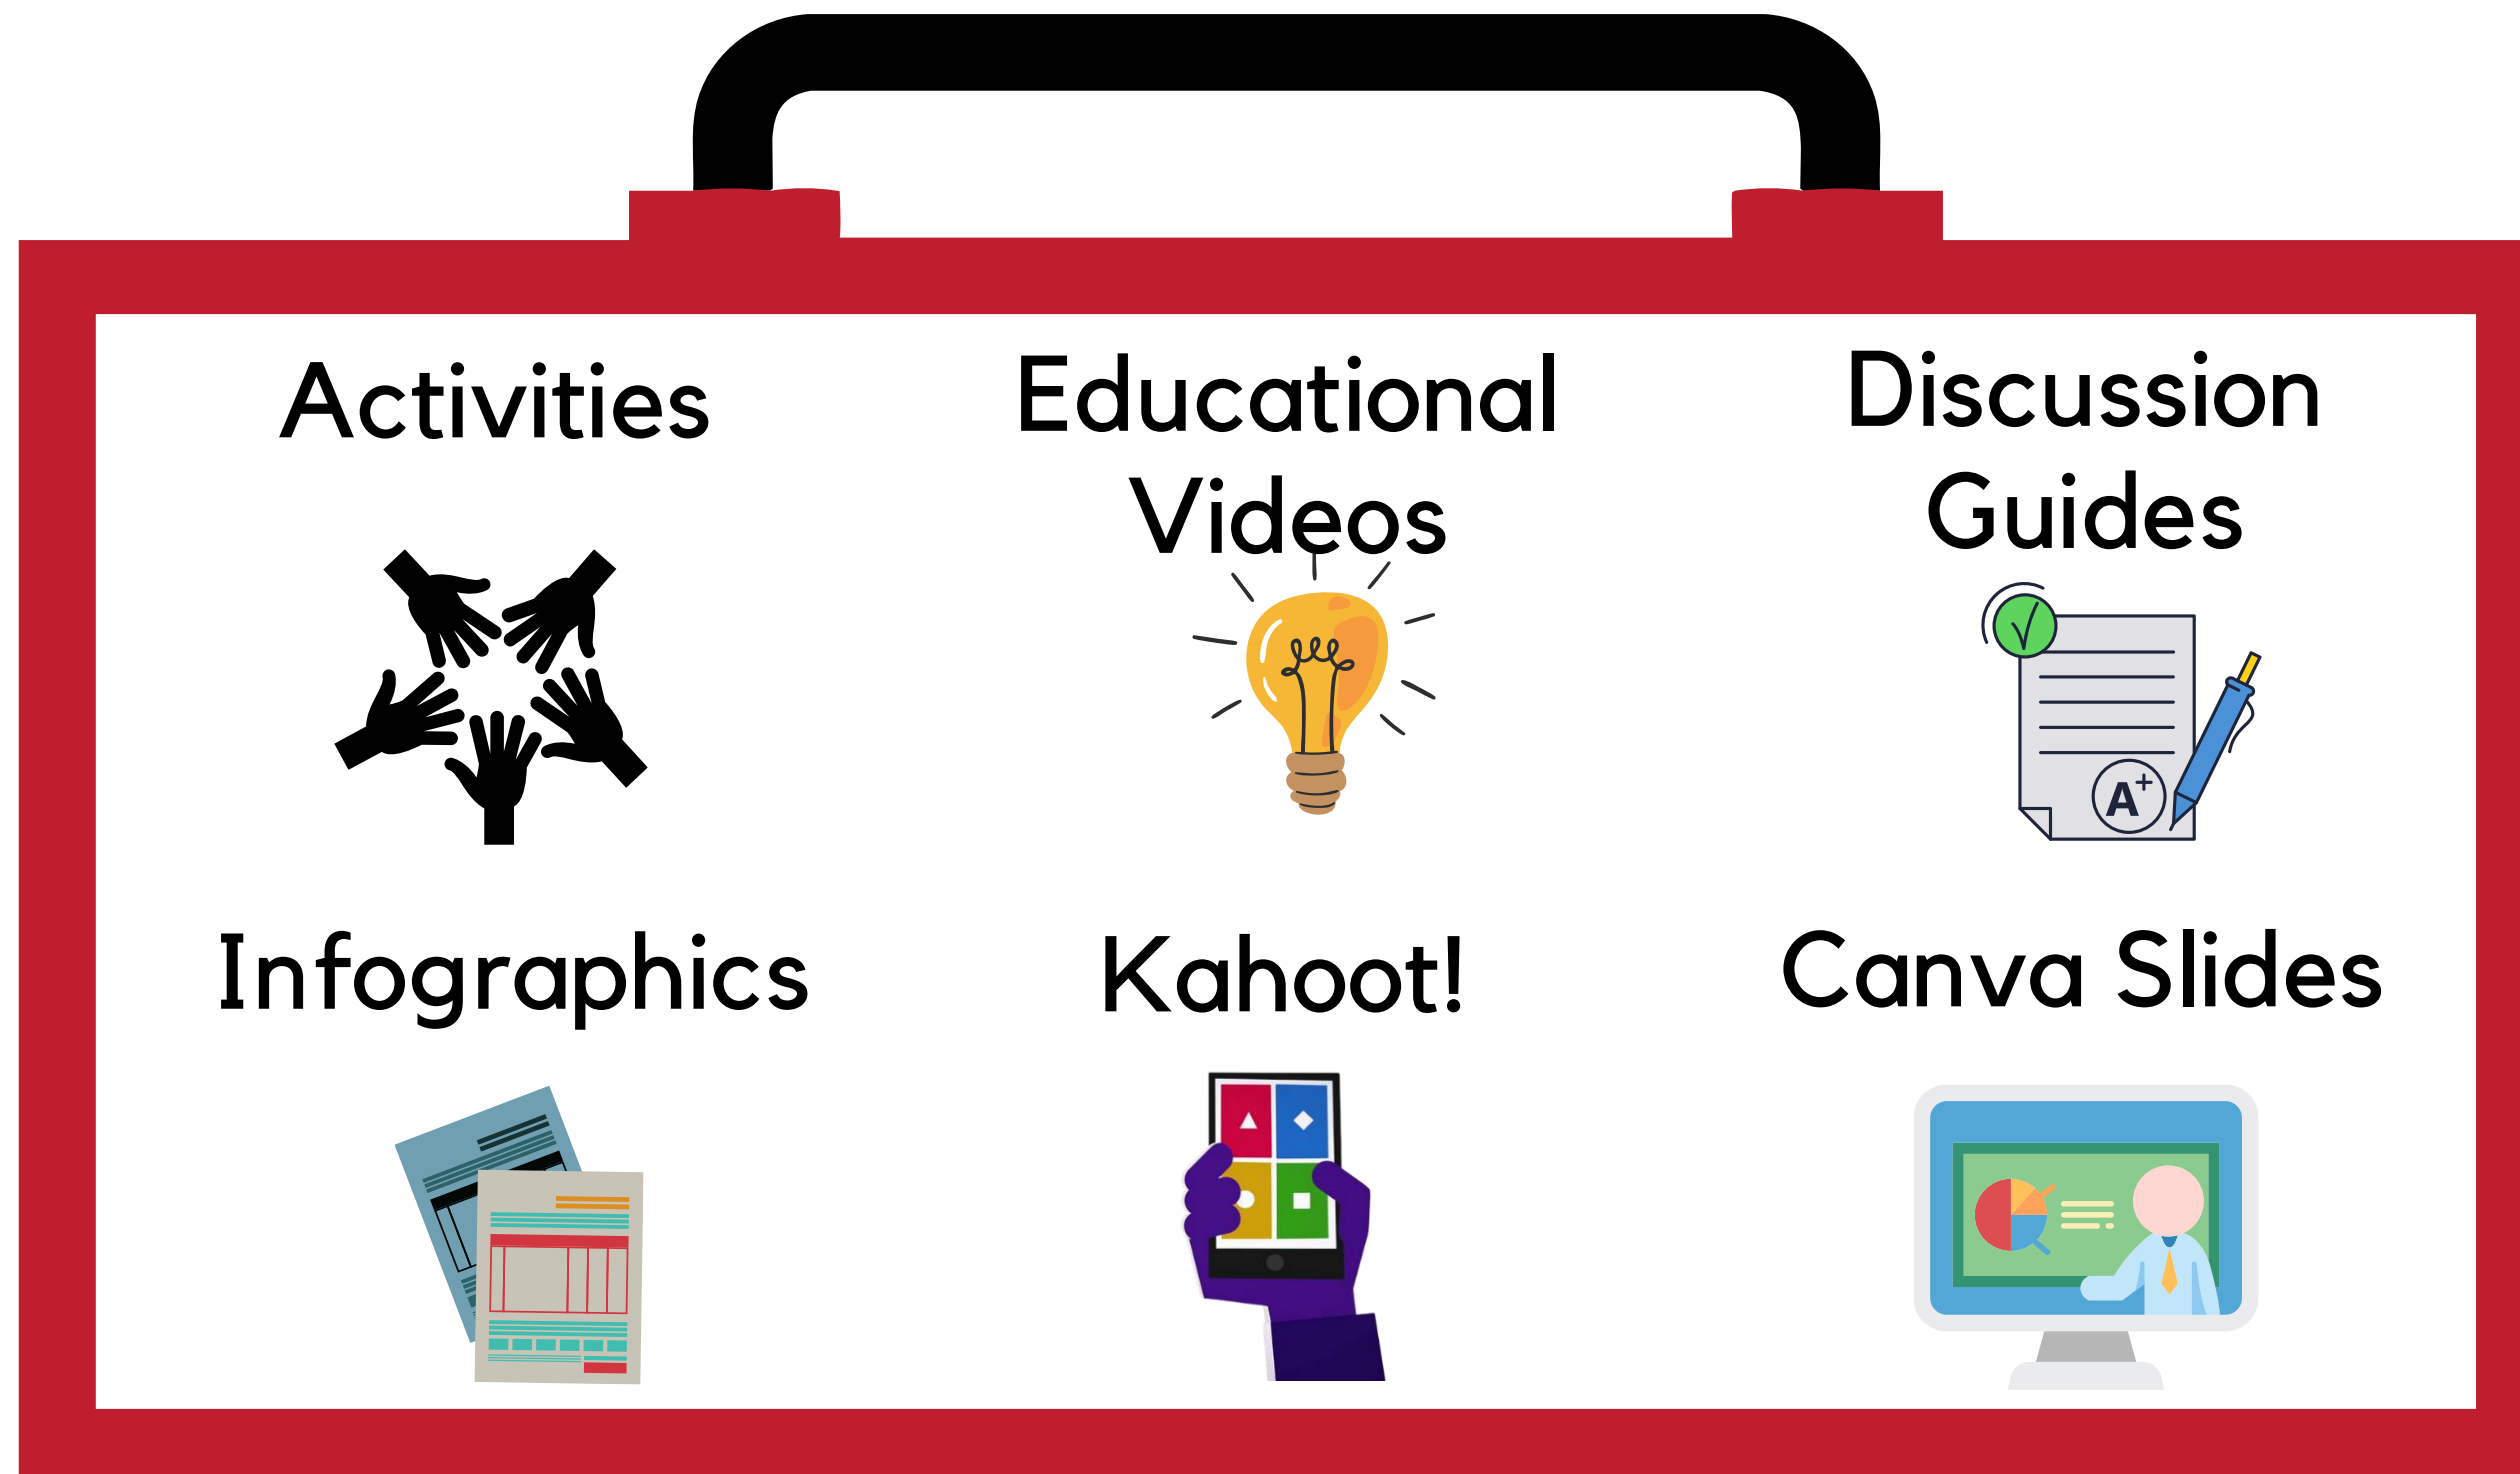 Activities
Educational
Videos
Discussion
Guides
A+
Infographics
Kahoot!
Canva Slides